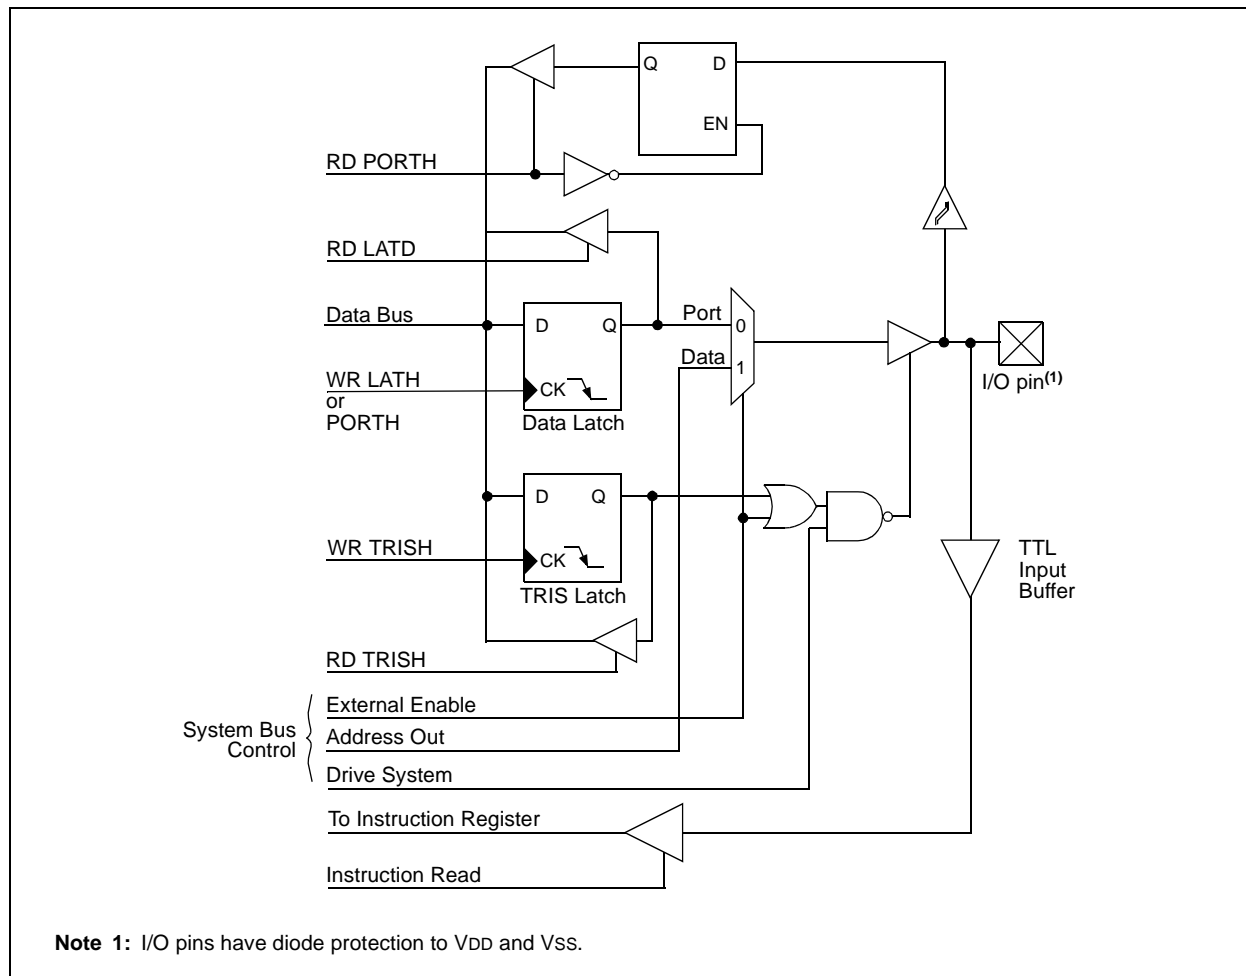 Q D
EN
RD PORTH
RD LATD
Data Bus
D Q
Port
0
Data
1
I/O pin(1)
WR LATH
or
PORTH
CK
Data Latch
D Q
WR TRISH
CK
TRIS Latch
TTL
Input
Buffer
RD TRISH
System Bus
Control
External Enable
Address Out
Drive System
To Instruction Register
Instruction Read
Note 1: I/O pins have diode protection to VDD and VSS.